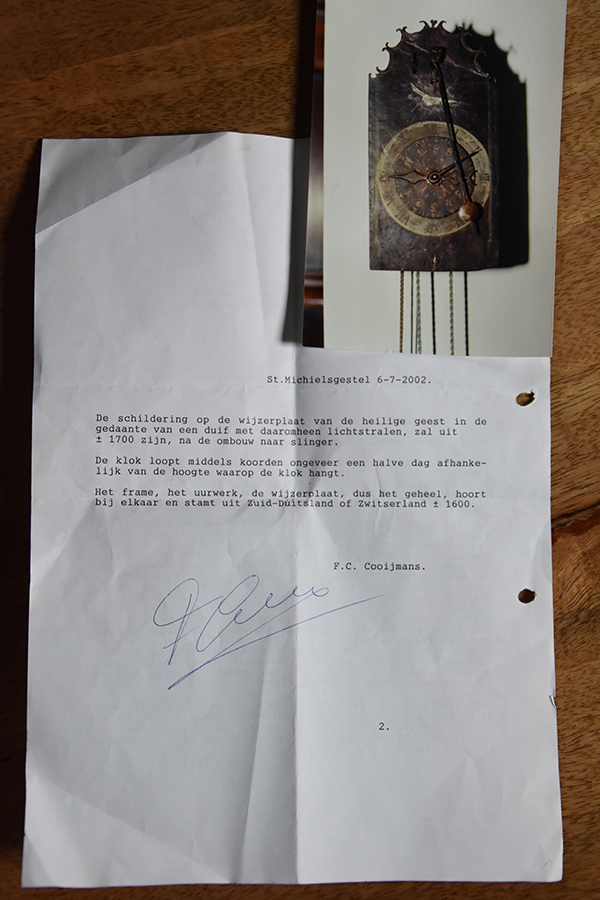 St.Michielsgestel 6-7-2002.
De schildering op de wijzerplaat van de heilige geest in de
gedaante van een duif met daaromheen lichtstralen, zal uit
± 1700 zijn, na de ombouw naar slinger.
De klok loopt middels koorden ongeveer een halve dag afhanke-
lijk van de hoogte waarop de klok hangt.
Het frame, het uurwerk, de wijzerplaat, dus het geheel, hoort
bij elkaar en stamt uit Zuid-Duitsland of Zwitserland ± 1600.
F.C. Cooijmans.
2.